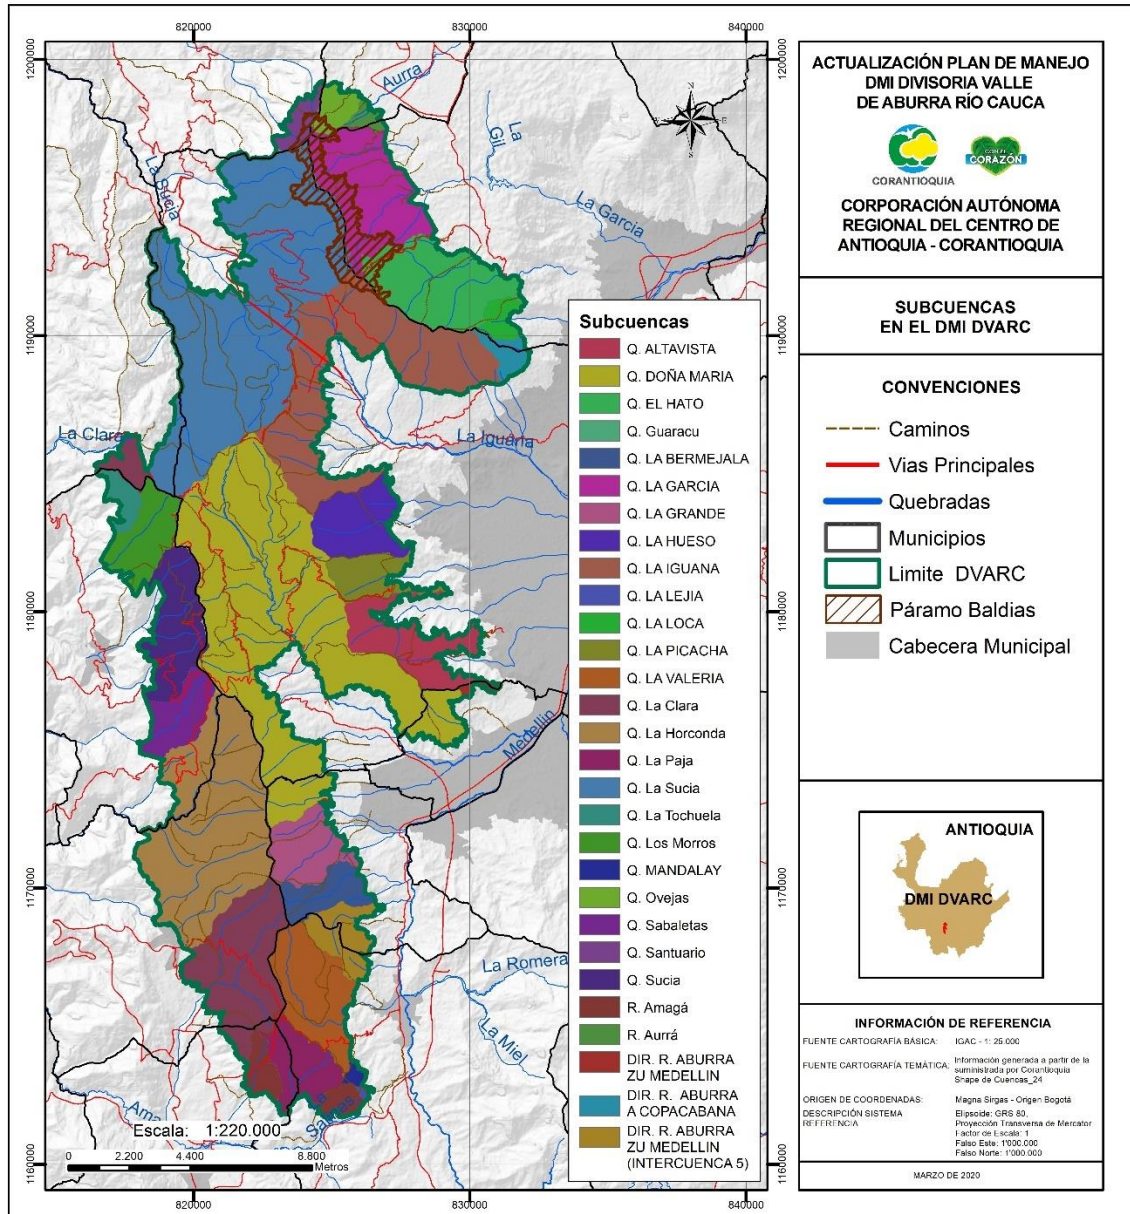 820000
830000
840000
1200000
1190000
1180000
1170000
1160000
Aurra
La Gil
La Garcia
La Sucia
La Clara
La Iguana
Medellin
La Romera
La Miel
Escala: 1:220.000
0 2.200 4.400 8.800
Metros
820000
830000
840000
1200000
1190000
1180000
1170000
1160000
Subcuencas
Q. ALTAVISTA
Q. DOÑA MARIA
Q. EL HATO
Q. Guaracu
Q. LA BERMEJALA
Q. LA GARCIA
Q. LA GRANDE
Q. LA HUESO
Q. LA IGUANA
Q. LA LEJIA
Q. LA LOCA
Q. LA PICACHA
Q. LA VALERIA
Q. La Clara
Q. La Horconda
Q. La Paja
Q. La Sucia
Q. La Tochuela
Q. Los Morros
Q. MANDALAY
Q. Ovejas
Q. Sabaletas
Q. Santuario
Q. Sucia
R. Amagá
R. Aurrá
DIR. R. ABURRA
ZU MEDELLIN
DIR. R. ABURRA
A COPACABANA
DIR. R. ABURRA
ZU MEDELLIN
(INTERCUENCA 5)
ACTUALIZACIÓN PLAN DE MANEJO
DMI DIVISORIA VALLE
DE ABURRA RÍO CAUCA
CORANTIOQUIA
CON EL
CORAZÓN
CORPORACIÓN AUTÓNOMA
REGIONAL DEL CENTRO DE
ANTIOQUIA - CORANTIOQUIA
SUBCUENCAS
EN EL DMI DVARC
CONVENCIONES
Caminos
Vias Principales
Quebradas
Municipios
Limite DVARC
Páramo Baldias
Cabecera Municipal
ANTIOQUIA
DMI DVARC
INFORMACIÓN DE REFERENCIA
FUENTE CARTOGRAFÍA BÁSICA: IGAC - 1: 25.000
FUENTE CARTOGRAFÍA TEMÁTICA: Información generada a partir de la
suministrada por Corantioquia
Shape de Cuencas_24
ORIGEN DE COORDENADAS: Magna Sirgas - Origen Bogotá
DESCRIPCIÓN SISTEMA REFERENCIA
Elipsoide: GRS 80,
Proyección Transversa de Mercator
Factor de Escala: 1
Falso Este: 1'000.000
Falso Norte: 1'000.000
MARZO DE 2020